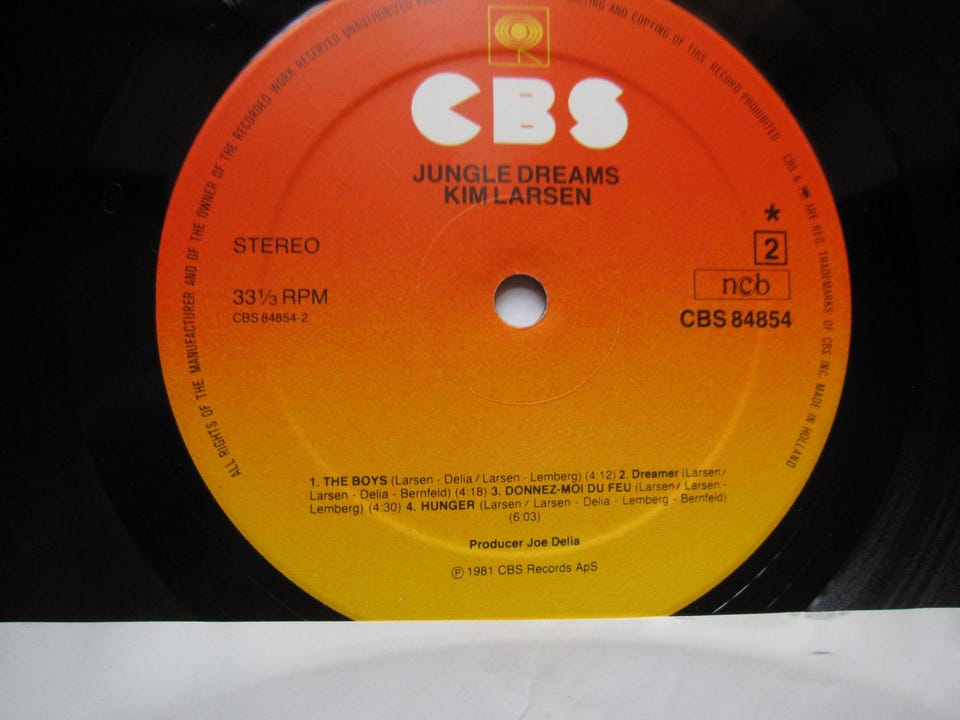 ALL RIGHTS OF THE MANUFACTURER AND OF THE OWNER OF THE RECORDED WORK RESERVED UNAUTHORIZED
AND COPYING OF THIS RECORD PROHIBITED CBS & ARE REG. TRADEMARKS OF CBS INC. MADE IN HOLLAND
CBS
JUNGLE DREAMS
KIM LARSEN
STEREO
*
2
33⅓ RPM
ncb
CBS 84854-2
CBS 84854
1. THE BOYS (Larsen - Delia / Larsen - Lemberg) (4:12) 2. Dreamer (Larsen /
Larsen - Delia - Bernfeld) (4:18) 3. DONNEZ-MOI DU FEU (Larsen / Larsen -
Lemberg) (4:30) 4. HUNGER (Larsen / Larsen - Delia - Lemberg - Bernfeld)
(6:03)
Producer Joe Delia
Ⓟ 1981 CBS Records ApS